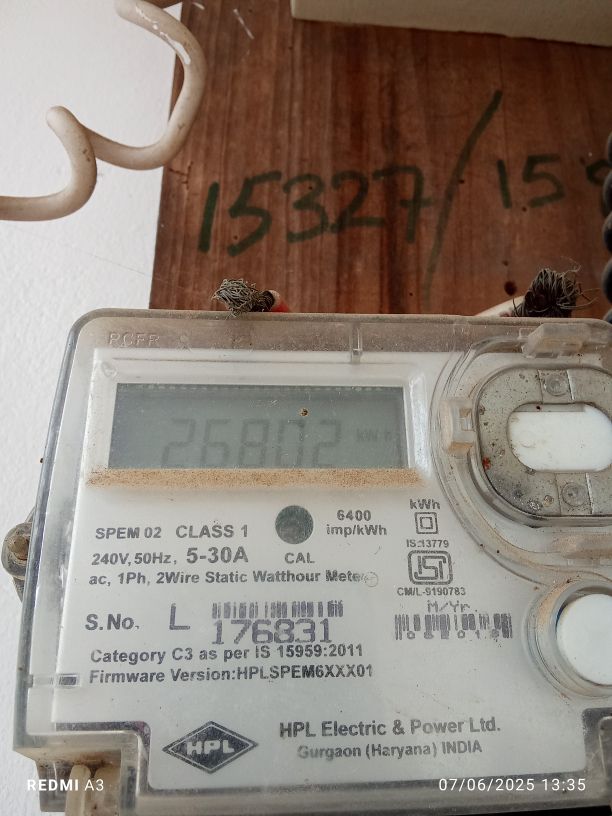 15327/15
26802 kWh
6400
imp/kWh
kWh
SPEM 02 CLASS 1
240V, 50Hz, 5-30A
CAL
IS:13779
ac, 1Ph, 2Wire Static Watthour Meter
ISI
CM/L-9190783
M/Yr
S.No. L
176831
Category C3 as per IS 15959:2011
Firmware Version:HPLSPEM6XXX01
HPL
HPL Electric & Power Ltd.
Gurgaon (Haryana) INDIA
REDMI A3
07/06/2025 13:35